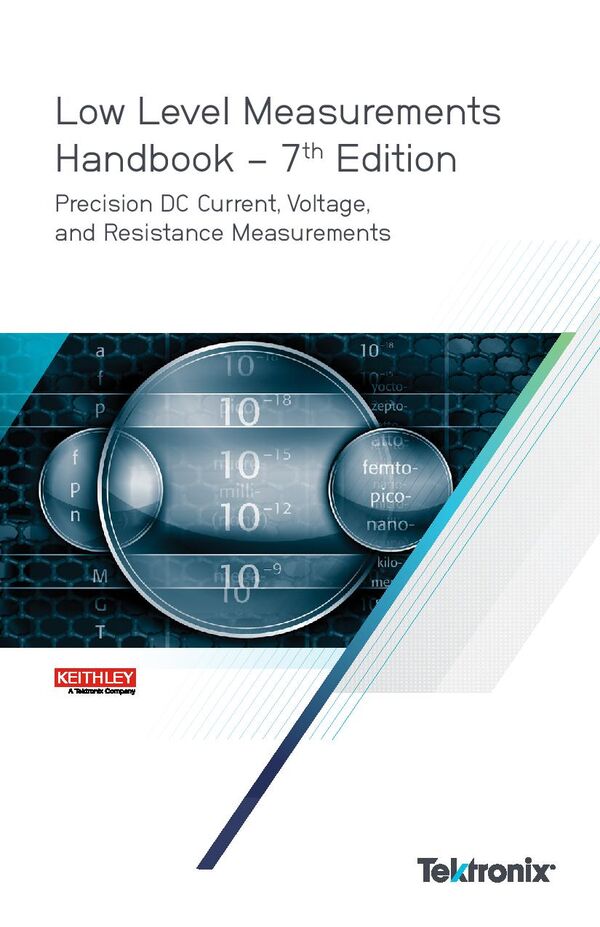 Low Level Measurements
Handbook – 7th Edition
Precision DC Current, Voltage,
and Resistance Measurements
a
f
p
f
p
n
M
G
T
10⁻¹⁸
10⁻¹⁵
10⁻¹²
10⁻⁹
10
milli-
10⁻¹⁸
yocto-
zepto-
atto-
femto-
pico-
nano-
kilo-
KEITHLEY
A Tektronix Company
Tektronix